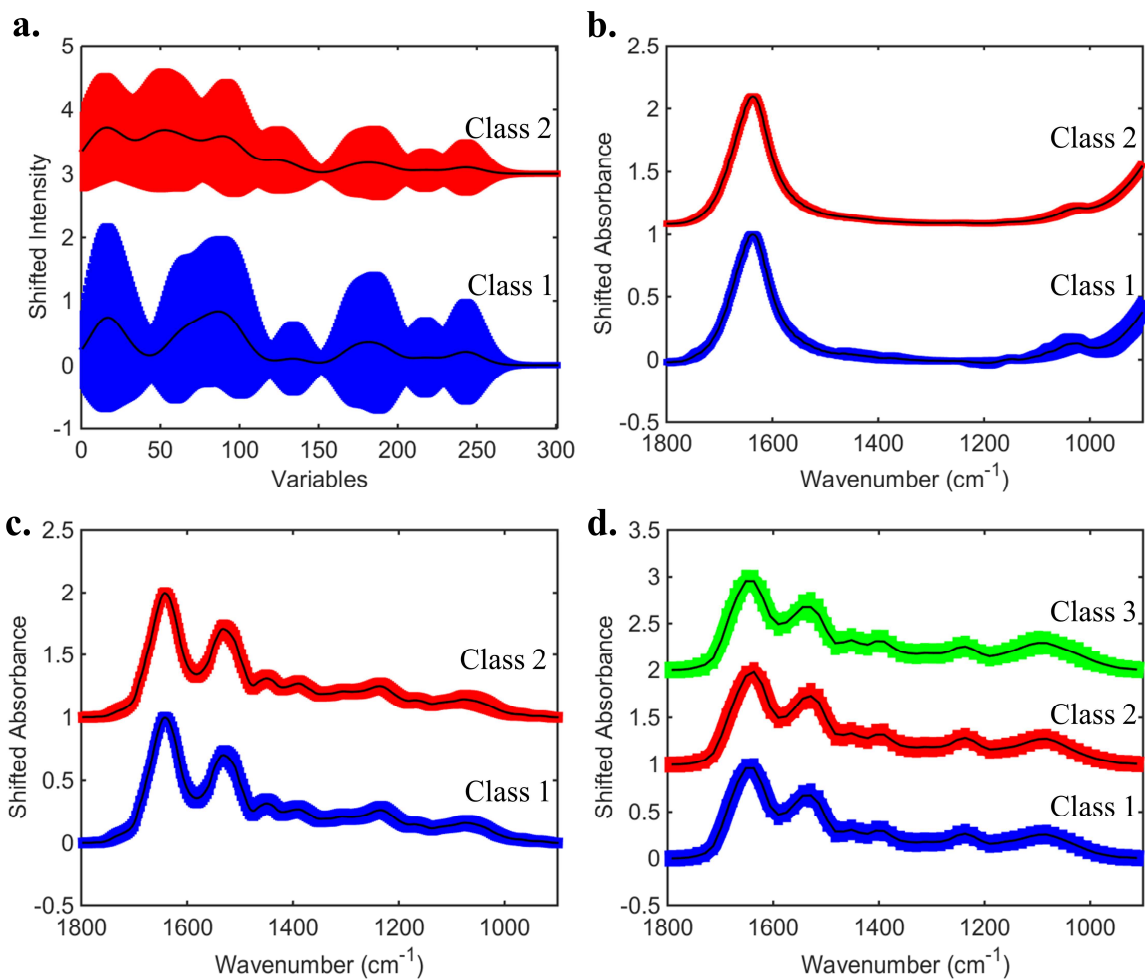 a.
5
4
3
2
1
0
-1
Shifted Intensity
Class 2
Class 1
0 50 100 150 200 250 300
Variables
b.
2.5
2
1.5
1
0.5
0
-0.5
Shifted Absorbance
Class 2
Class 1
1800 1600 1400 1200 1000
Wavenumber (cm-1)
c.
2.5
2
1.5
1
0.5
0
-0.5
Shifted Absorbance
Class 2
Class 1
1800 1600 1400 1200 1000
Wavenumber (cm-1)
d.
3.5
3
2.5
2
1.5
1
0.5
0
-0.5
Shifted Absorbance
Class 3
Class 2
Class 1
1800 1600 1400 1200 1000
Wavenumber (cm-1)